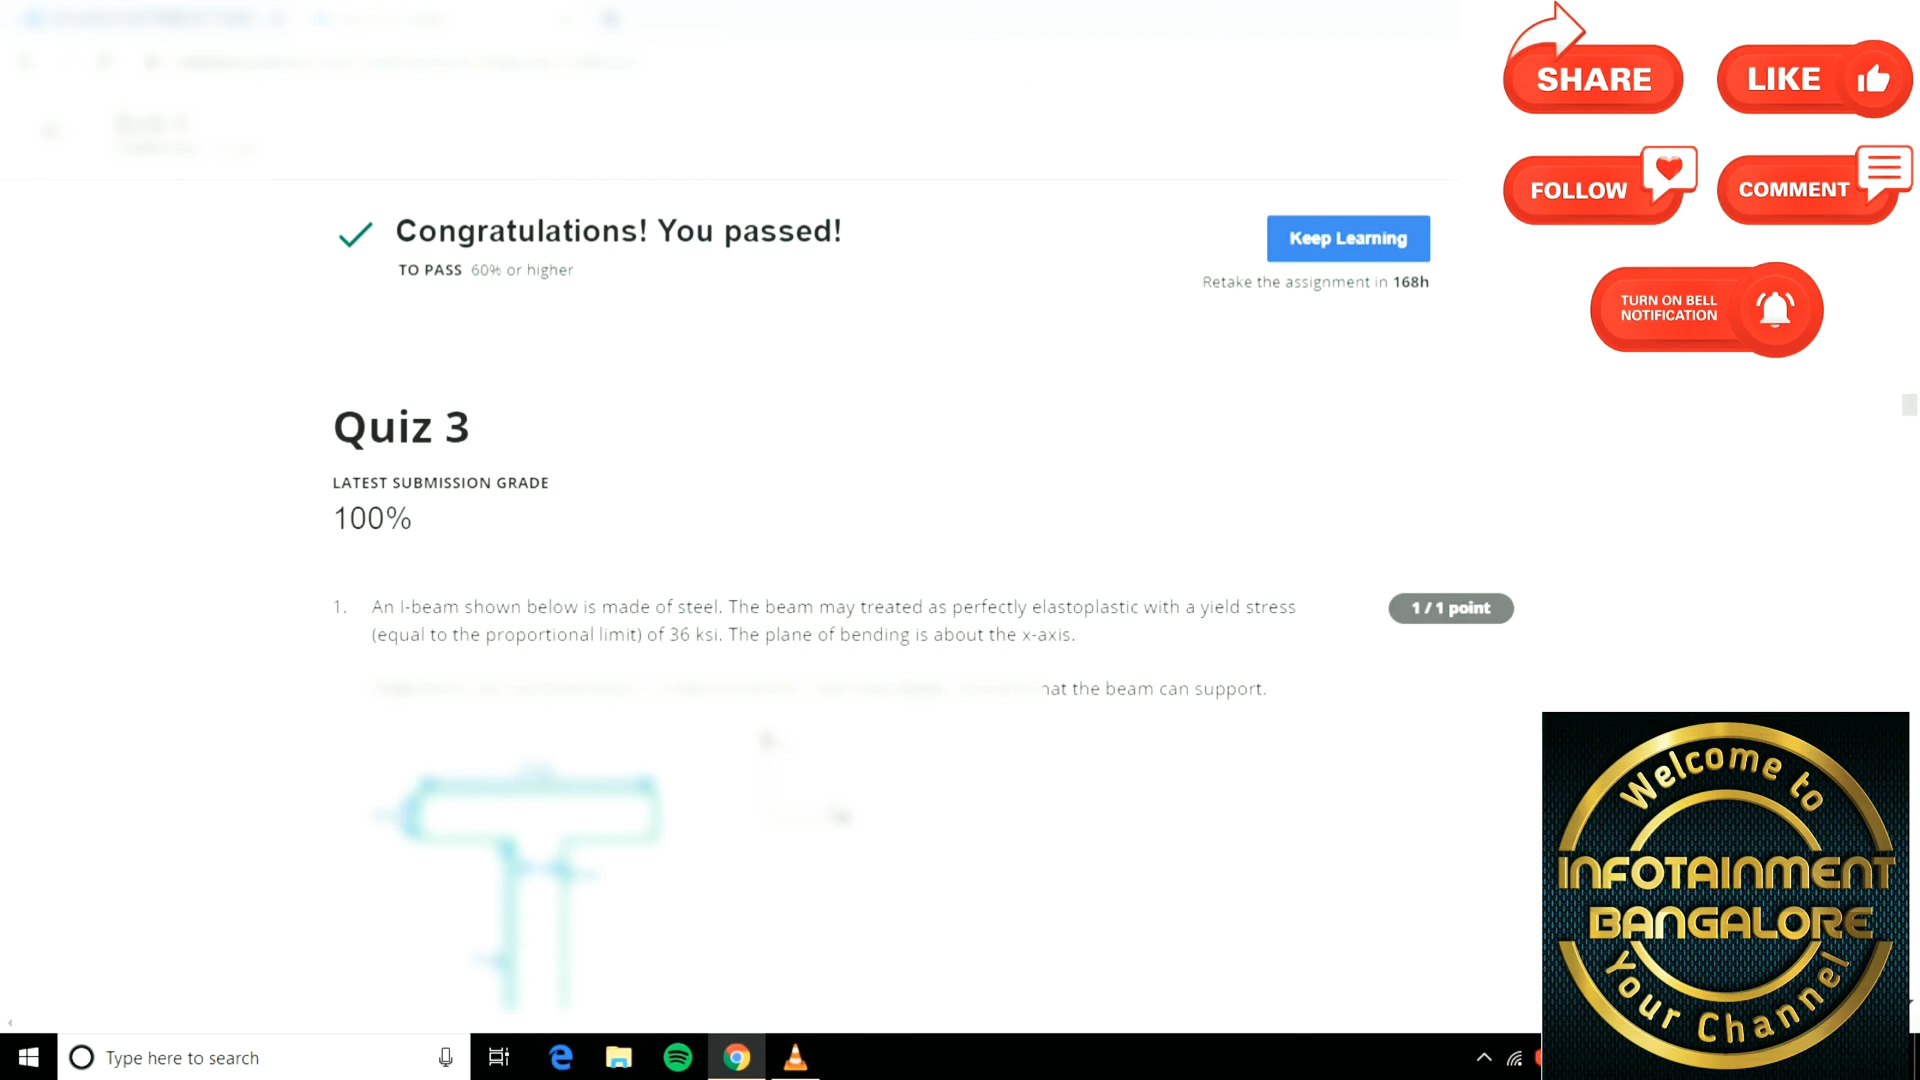 SHARE
LIKE
FOLLOW
COMMENT
TURN ON BELL
NOTIFICATION
Congratulations! You passed!
TO PASS 60% or higher
Keep Learning
Retake the assignment in 168h
Quiz 3
LATEST SUBMISSION GRADE
100%
1. An I-beam shown below is made of steel. The beam may treated as perfectly elastoplastic with a yield stress
(equal to the proportional limit) of 36 ksi. The plane of bending is about the x-axis.
1 / 1 point
the beam can support.
Welcome to
INFOTAINMENT
BANGALORE
Your Channel
Type here to search